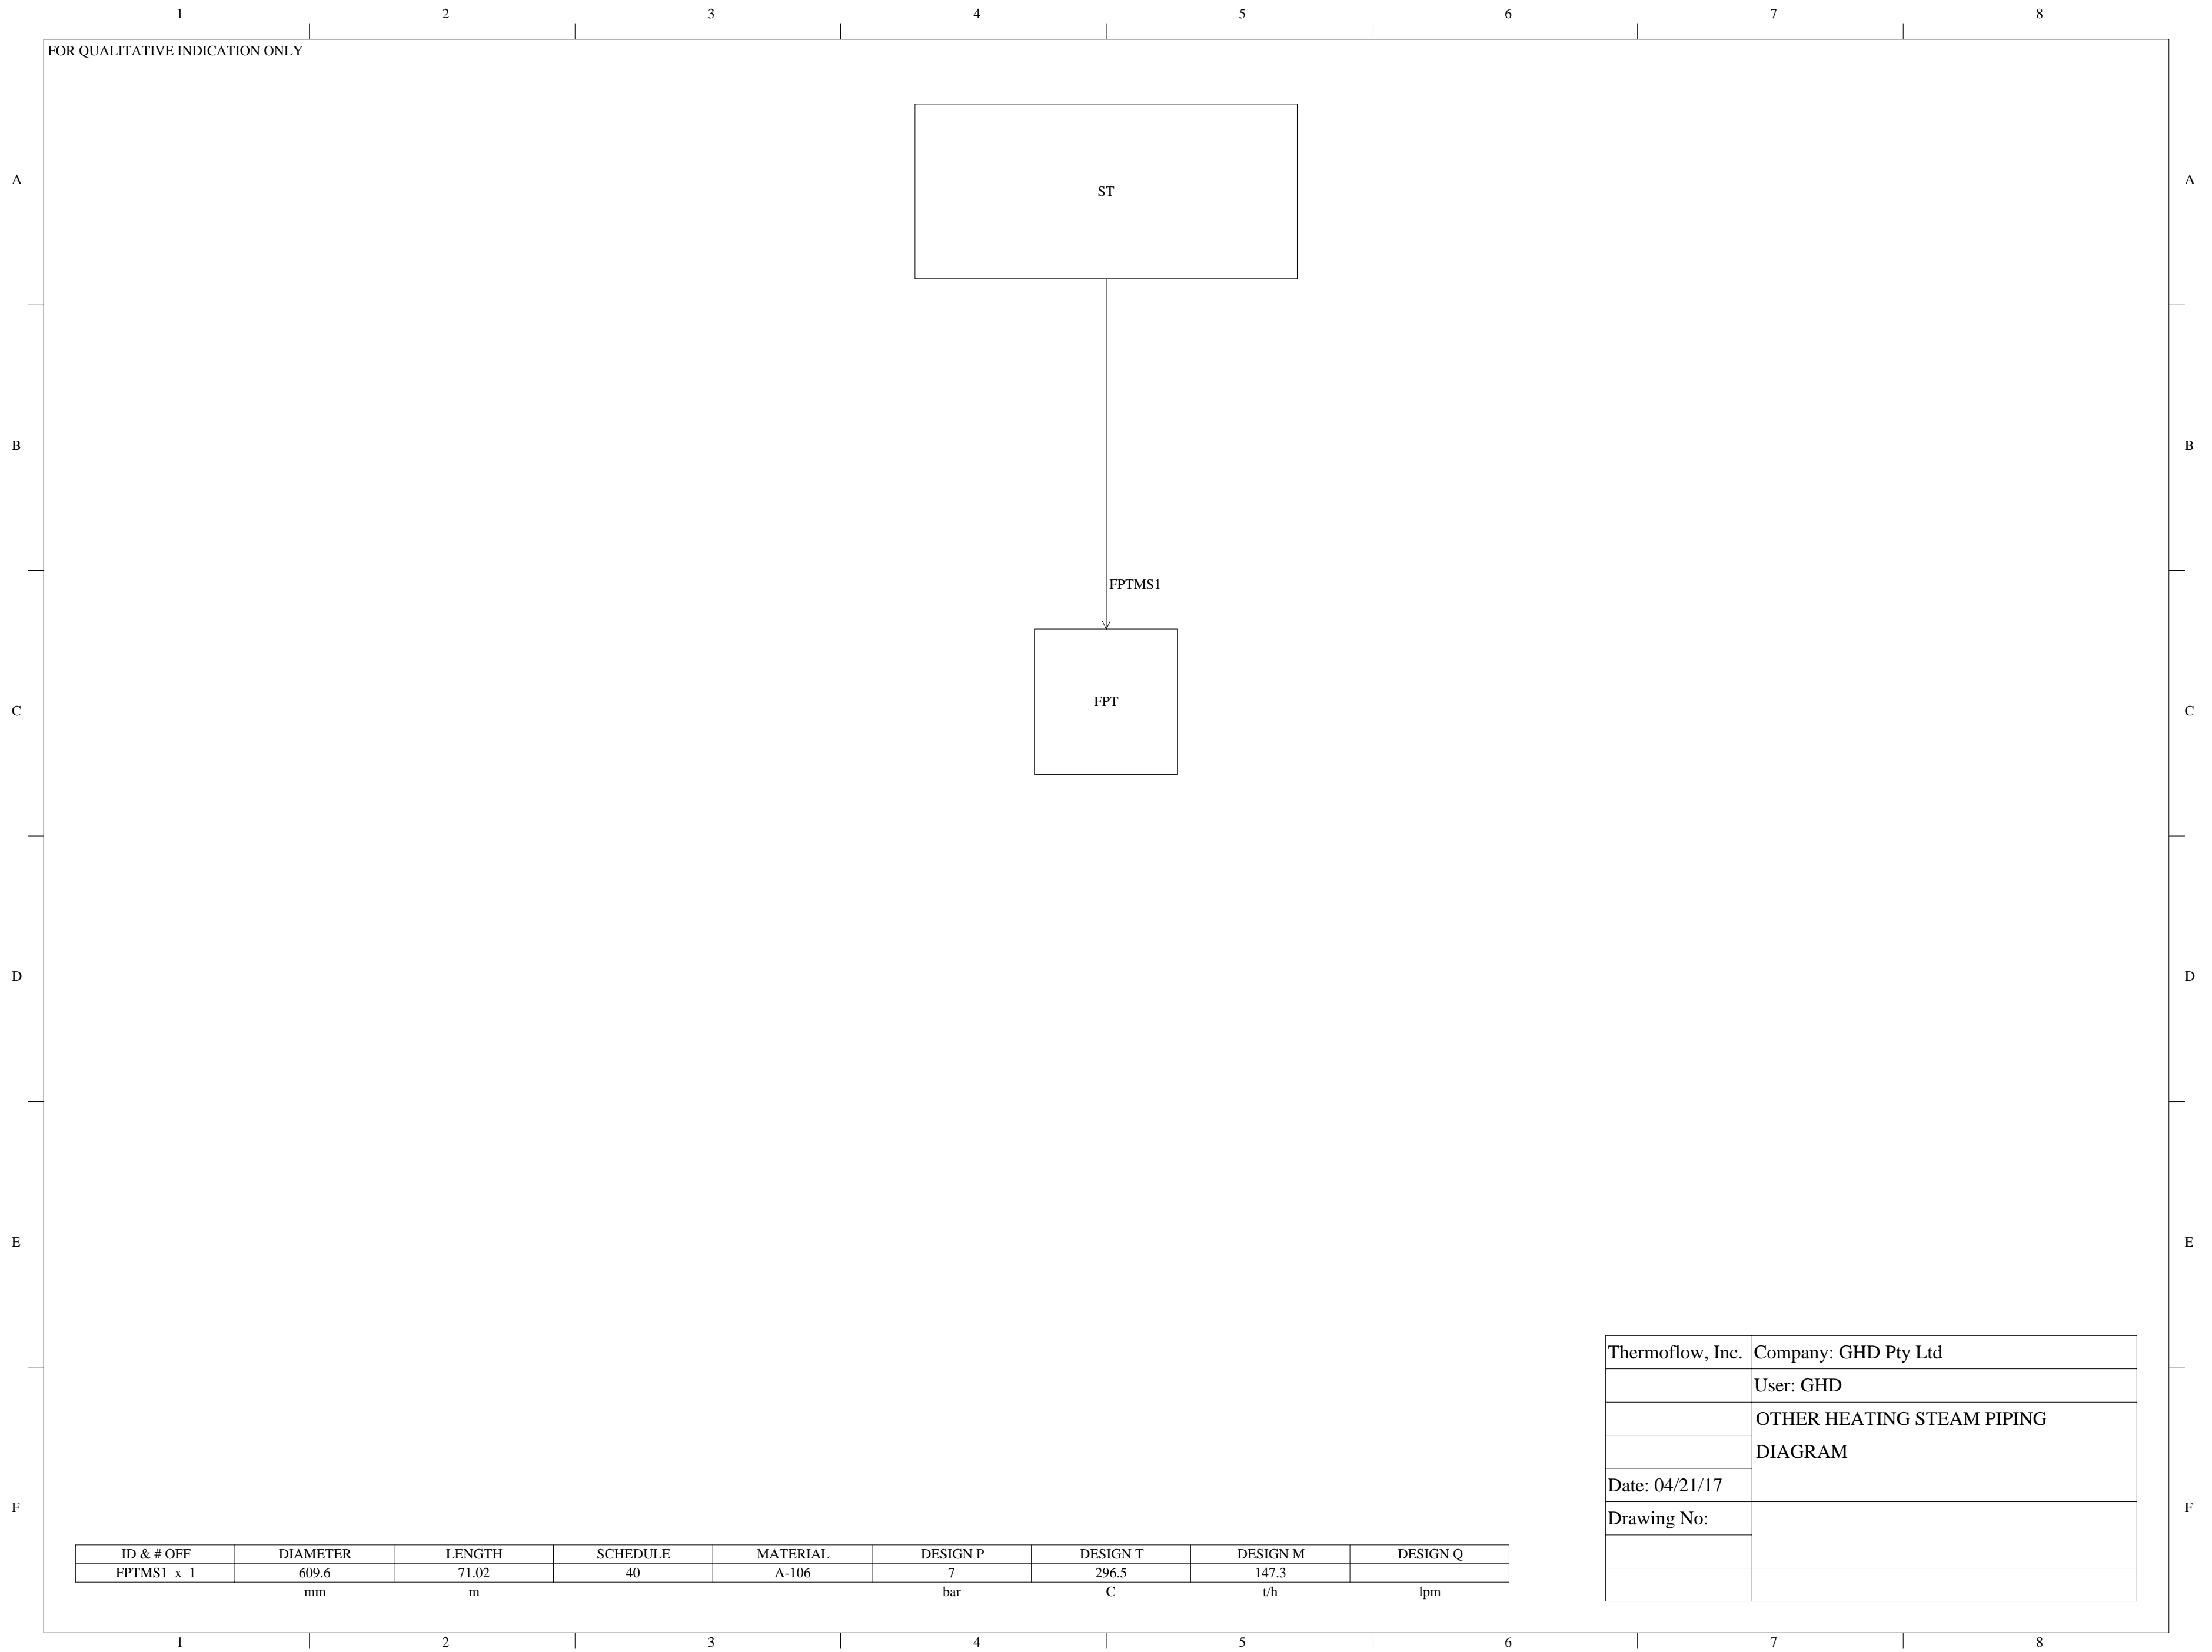 1 2 3 4 5 6 7 8
FOR QUALITATIVE INDICATION ONLY
A A
ST
B B
FPTMS1
FPT
C C
D D
E E
Thermoflow, Inc. Company: GHD Pty Ltd
User: GHD
OTHER HEATING STEAM PIPING
DIAGRAM
Date: 04/21/17
F F
Drawing No:
ID & # OFF DIAMETER LENGTH SCHEDULE MATERIAL DESIGN P DESIGN T DESIGN M DESIGN Q
FPTMS1 x 1 609.6 71.02 40 A-106 7 296.5 147.3
mm m bar C t/h lpm
1 2 3 4 5 6 7 8